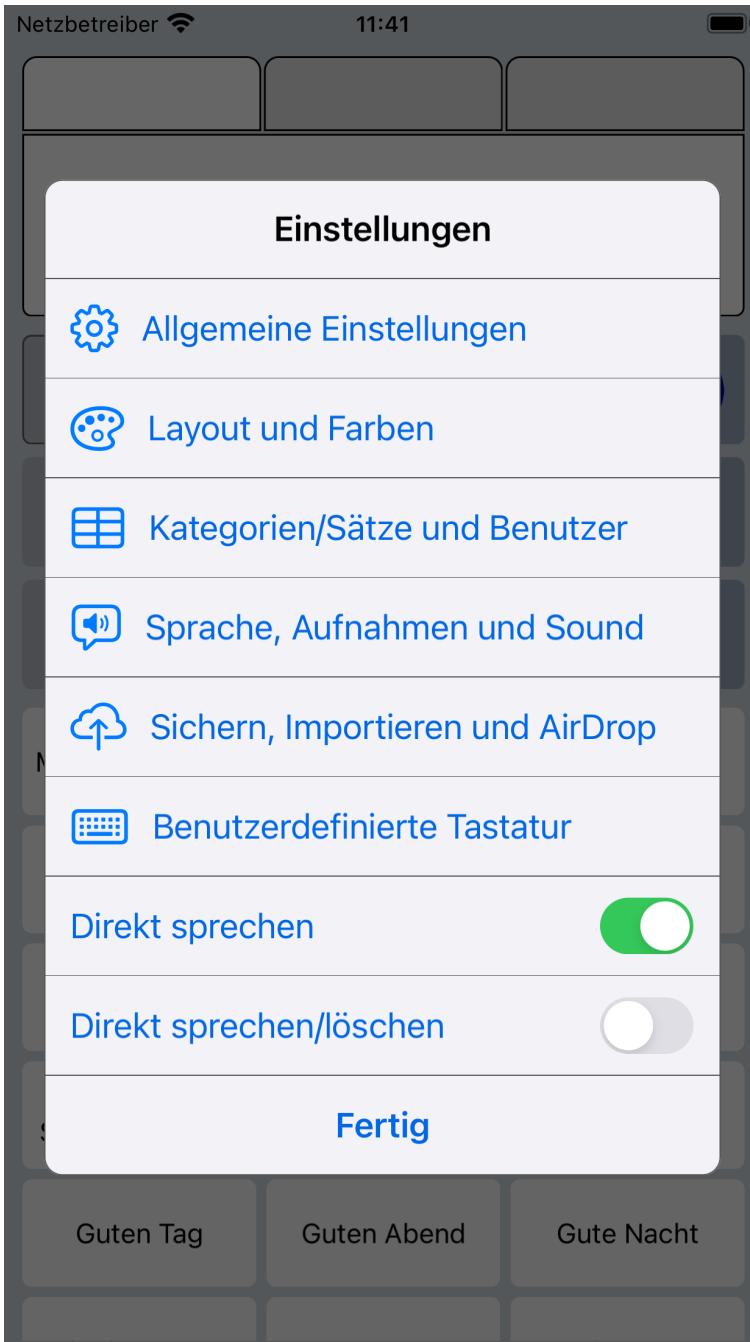 Netzbetreiber 11:41
Einstellungen
Allgemeine Einstellungen
Layout und Farben
Kategorien/Sätze und Benutzer
Sprache, Aufnahmen und Sound
Sichern, Importieren und AirDrop
Benutzerdefinierte Tastatur
Direkt sprechen
Direkt sprechen/löschen
Fertig
Guten Tag Guten Abend Gute Nacht